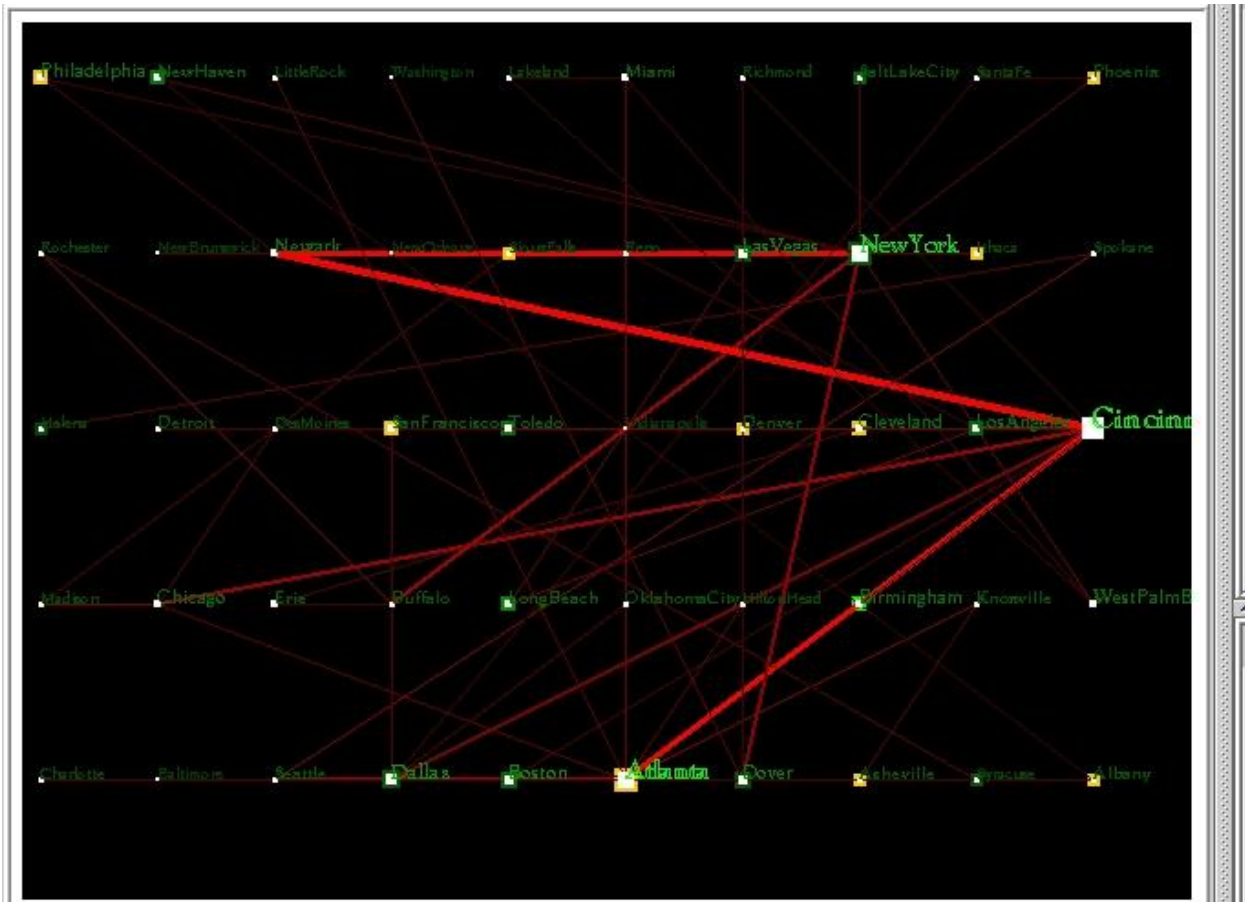 Philadelphia NewHaven LittleRock Washington Lakeland Miami Richmond SaltLakeCity SantaFe Phoenix
Rochester NewBrunswick Newark NewOrleans SiouxFalls Reno LasVegas NewYork Ithaca Spokane
Detroit DesMoines SanFrancisco Toledo Denver Cleveland LosAngeles Cincinn
Madison Chicago Erie Buffalo LongBeach OklahomaCity HiltonHead Birmingham Knoxville WestPalmB
Charlotte Baltimore Seattle Dallas Boston Atlanta Dover Asheville Syracuse Albany